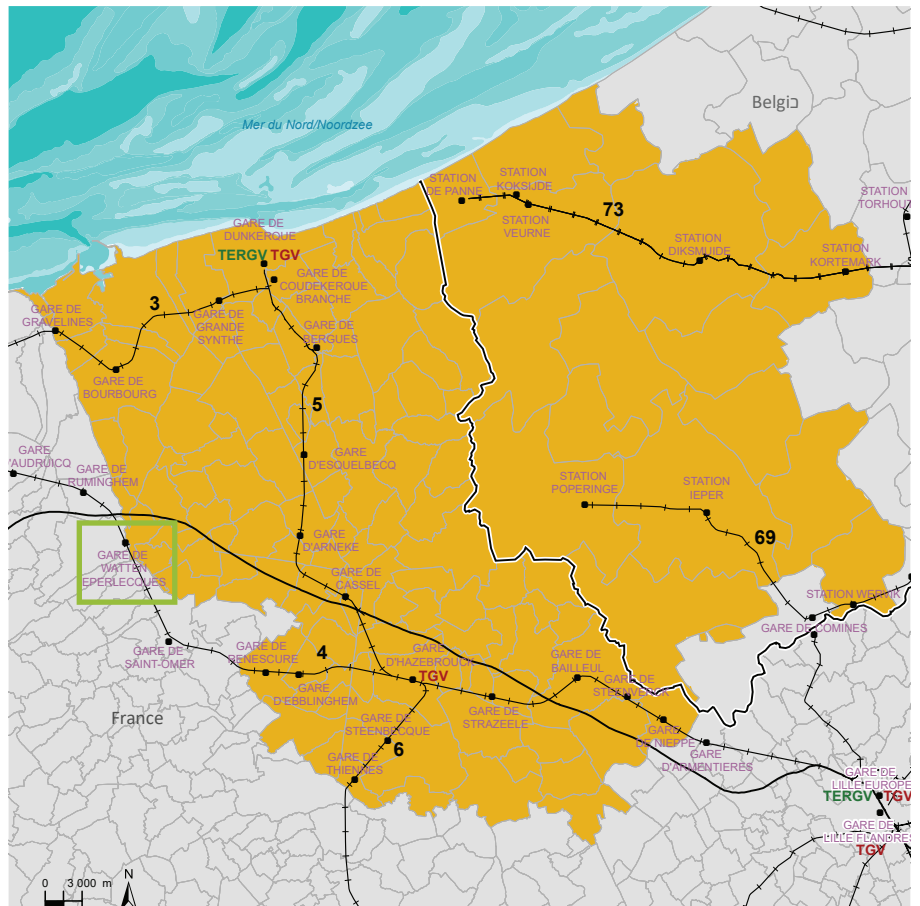 Mer du Nord/Noordzee
STATION
DE PANNE
STATION
KOKSIJDE
STATION
VEURNE
73
STATION
TORHOUT
GARE DE
DUNKERQUE
TERGV TGV
GARE DE
COUDEKERQUE
BRANCHE
STATION
DIKSMUIDE
STATION
KORTEMARK
3
GARE DE
GRAVELINES
GARE DE
GRANDE
SYNTHE
GARE DE
BERGUES
GARE DE
BOURBOURG
5
GARE
D'ESQUELBECQ
GARE
'AUDRUICQ
GARE DE
RUMINGHEM
STATION
POPERINGE
STATION
IEPER
69
GARE
D'ARNEKE
GARE DE
WATTEN
EPERLECQUES
GARE DE
CASSEL
STATION WERVIK
GARE DE COMINES
GARE DE
SAINT-OMER
GARE DE
RENESCURE
4
GARE
D'EBBLINGHEM
GARE
D'HAZEBROUCK
TGV
GARE DE
BAILLEUL
GARE DE
STEENWERCK
GARE DE
STRAZEELE
GARE
DE NIEPPE
GARE
D'ARMENTIERES
France
GARE DE
STEENBECQUE
6
GARE DE
THIENNES
GARE DE
LILLE EUROPE
TERGV TGV
GARE DE
LILLE FLANDRES
TGV
0 3 000 m
N